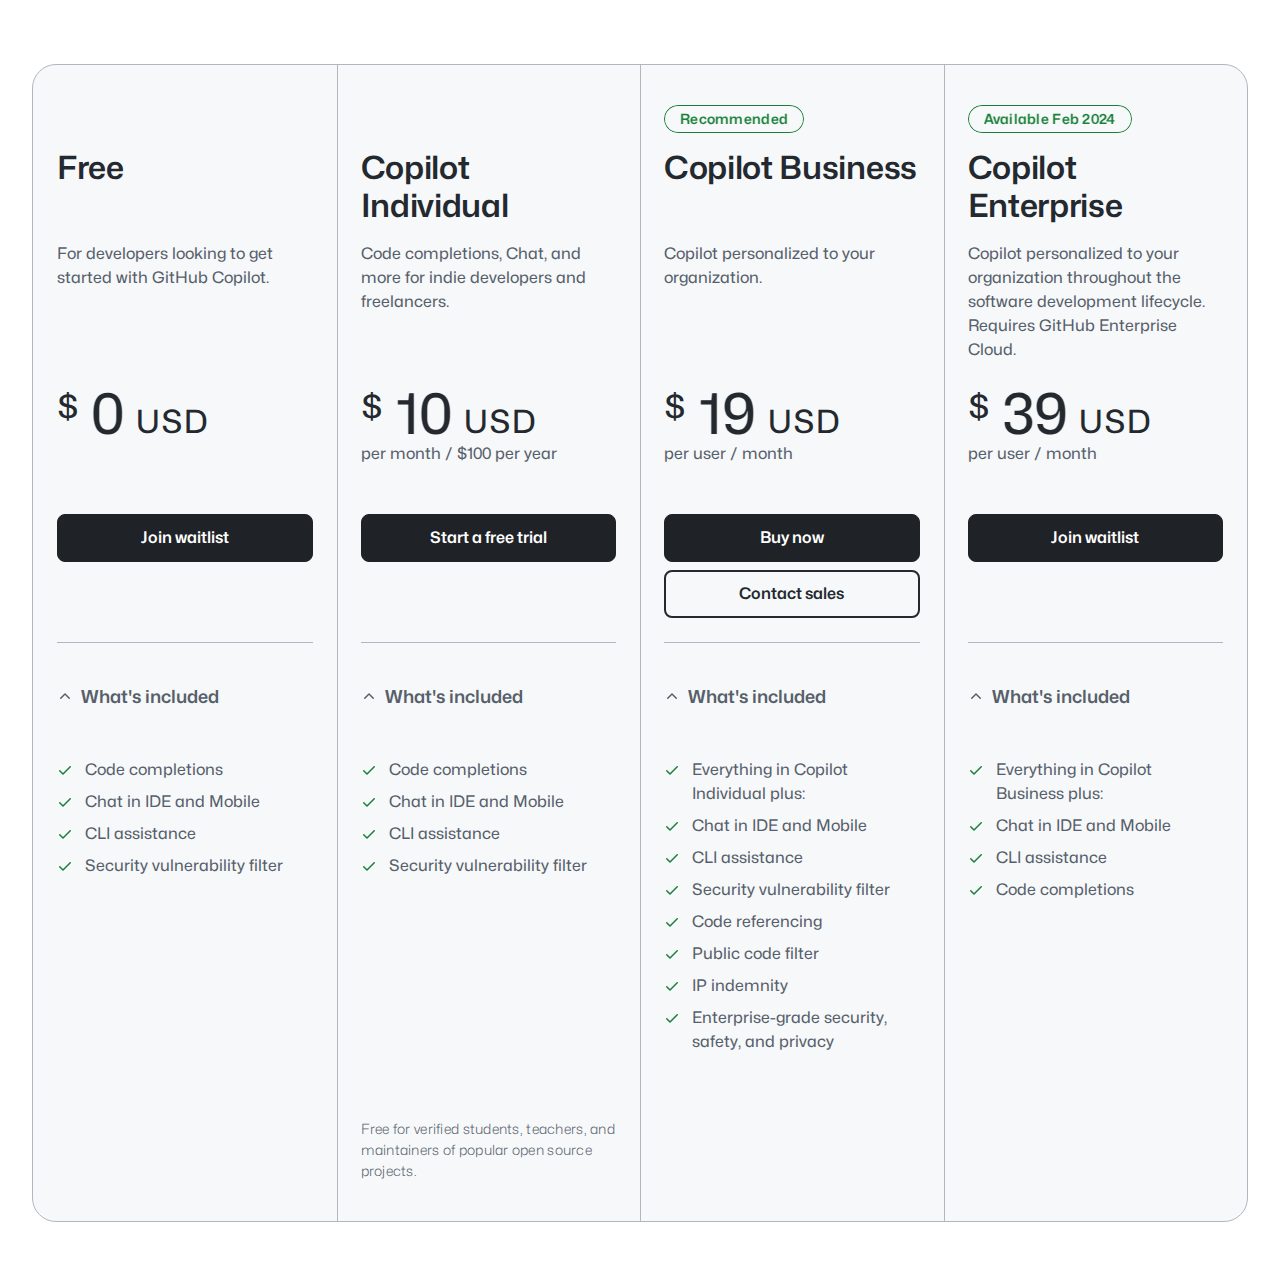 Free
For developers looking to get
started with GitHub Copilot.
$ 0 USD
Join waitlist
What's included
Code completions
Chat in IDE and Mobile
CLI assistance
Security vulnerability filter
Copilot
Individual
Code completions, Chat, and
more for indie developers and
freelancers.
$ 10 USD
per month / $100 per year
Start a free trial
What's included
Code completions
Chat in IDE and Mobile
CLI assistance
Security vulnerability filter
Free for verified students, teachers, and
maintainers of popular open source
projects.
Recommended
Copilot Business
Copilot personalized to your
organization.
$ 19 USD
per user / month
Buy now
Contact sales
What's included
Everything in Copilot
Individual plus:
Chat in IDE and Mobile
CLI assistance
Security vulnerability filter
Code referencing
Public code filter
IP indemnity
Enterprise-grade security,
safety, and privacy
Available Feb 2024
Copilot
Enterprise
Copilot personalized to your
organization throughout the
software development lifecycle.
Requires GitHub Enterprise
Cloud.
$ 39 USD
per user / month
Join waitlist
What's included
Everything in Copilot
Business plus:
Chat in IDE and Mobile
CLI assistance
Code completions